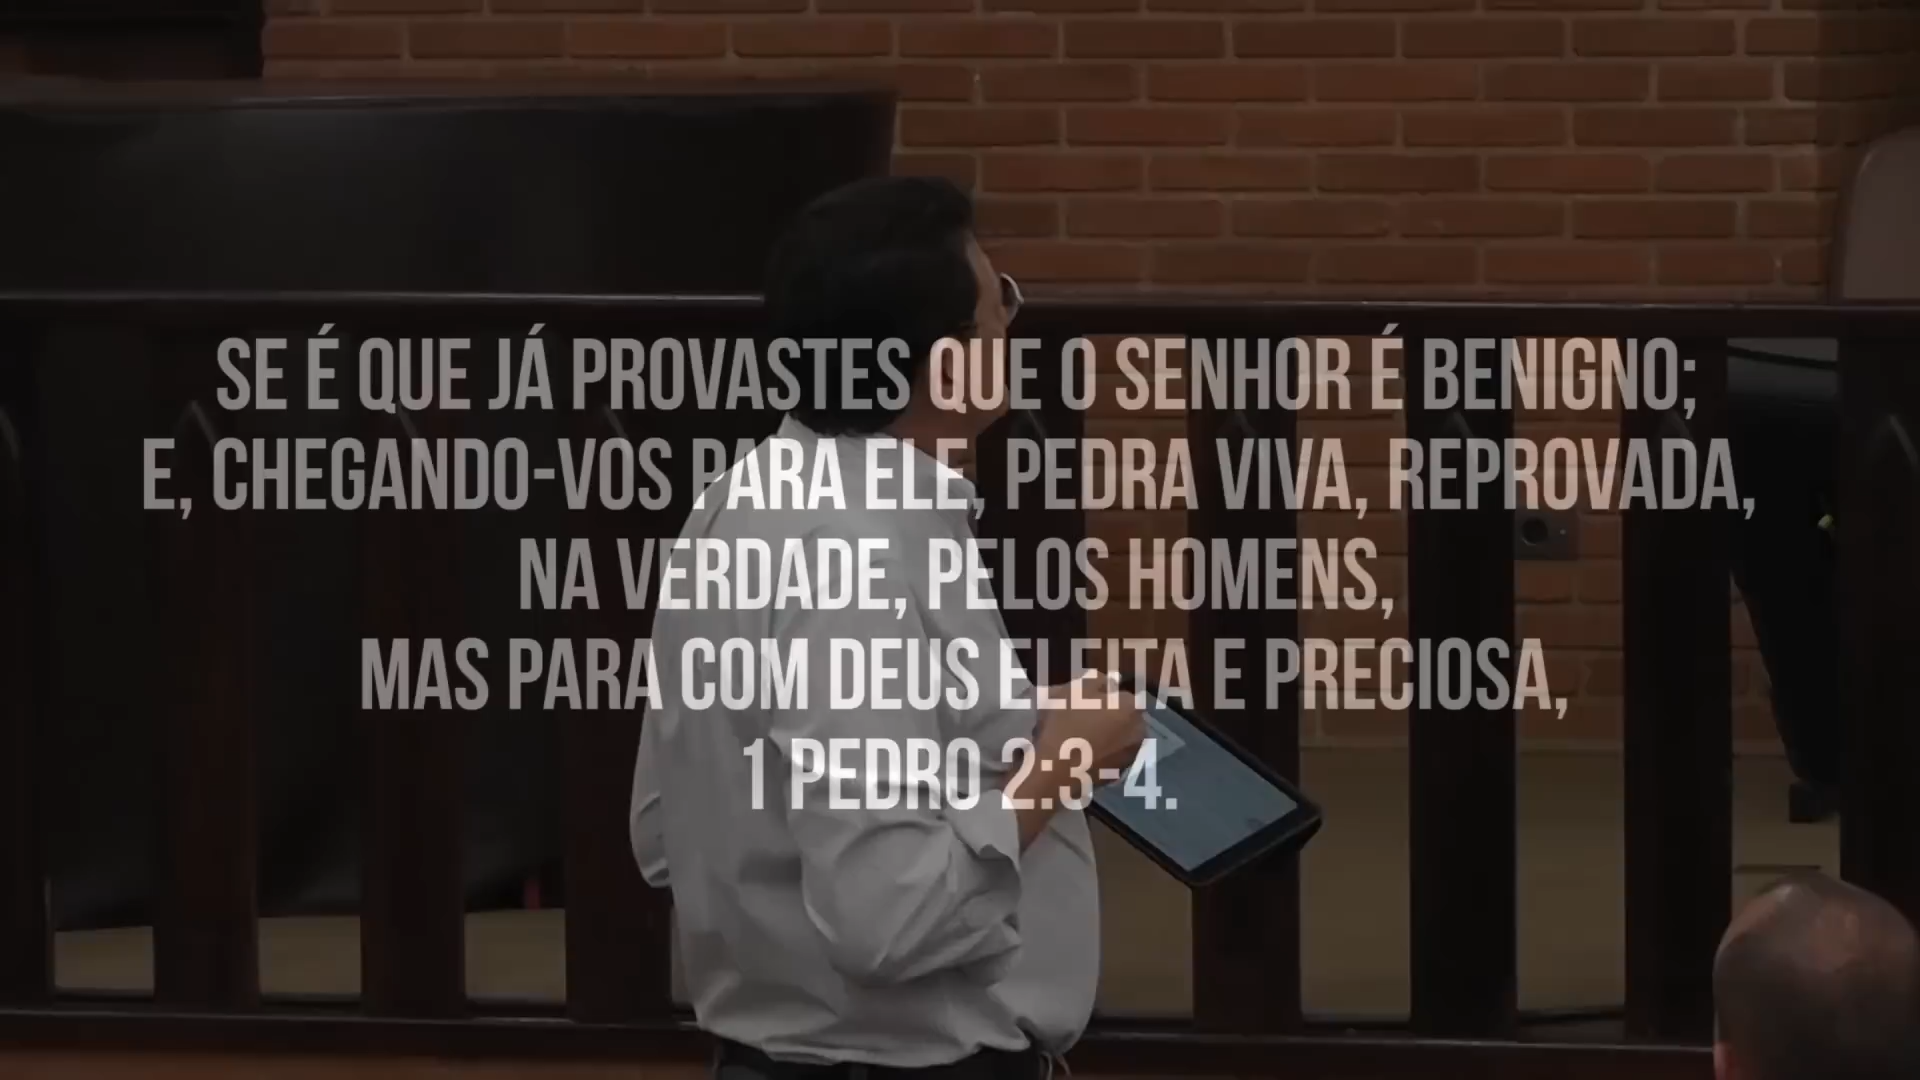 SE É QUE JÁ PROVASTES QUE O SENHOR É BENIGNO;
E, CHEGANDO-VOS PARA ELE, PEDRA VIVA, REPROVADA,
NA VERDADE, PELOS HOMENS,
MAS PARA COM DEUS ELEITA E PRECIOSA,
1 PEDRO 2:3-4.